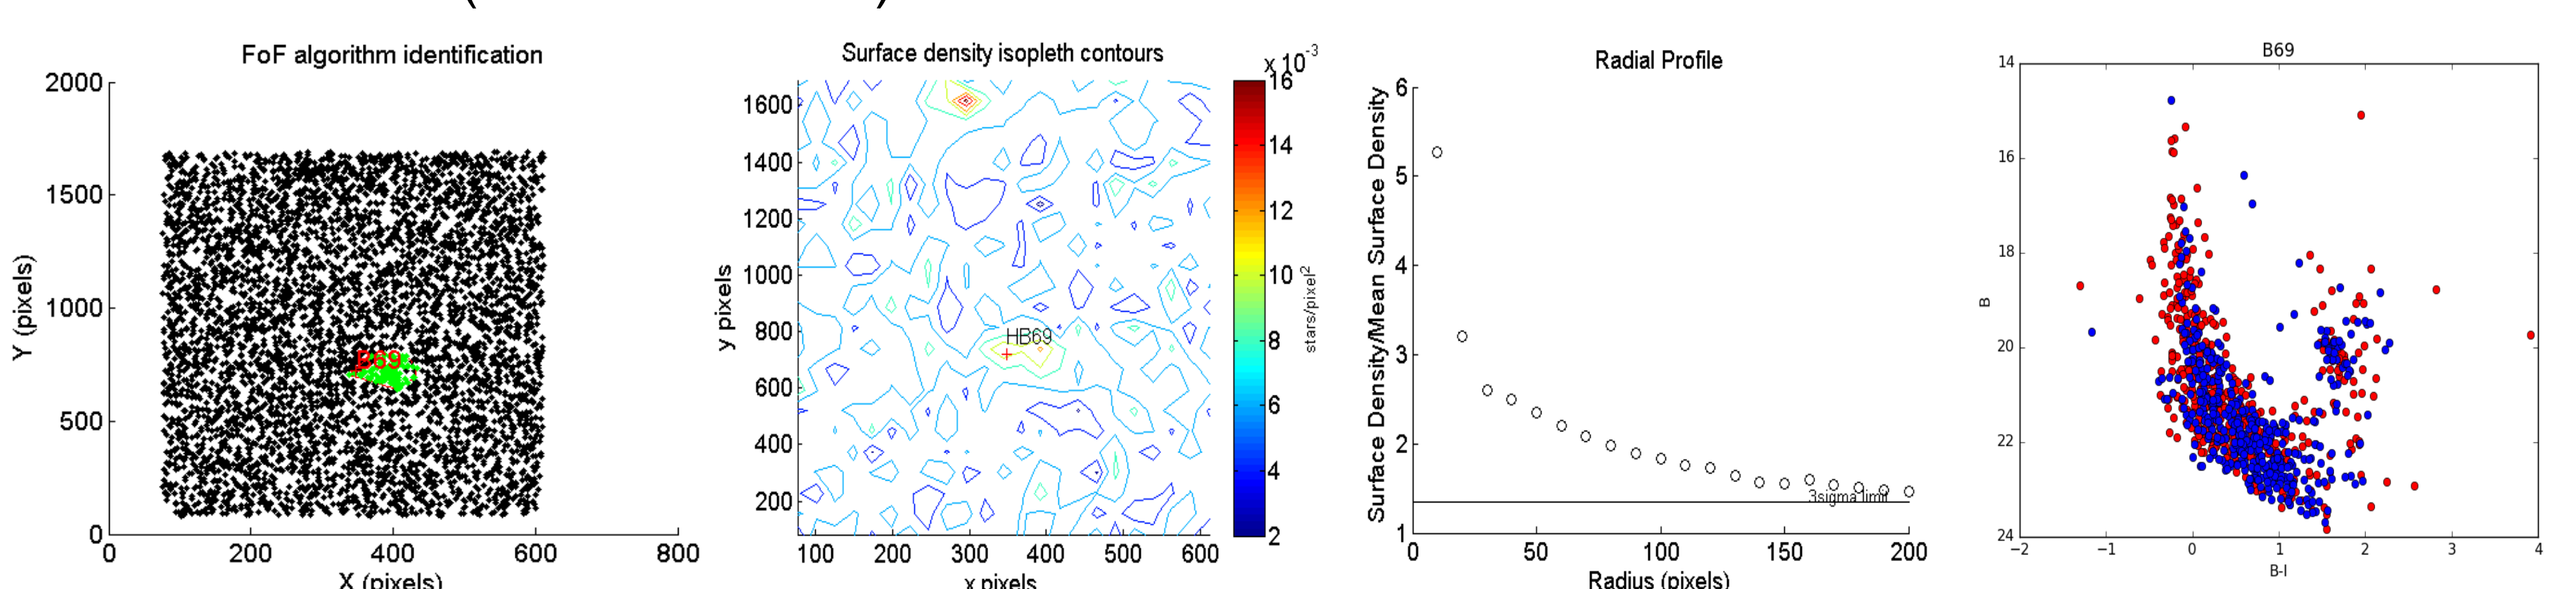 FoF algorithm identification
2000
1500
1000
500
0
0 200 400 600 800
X (pixels)
Y (pixels)
Surface density isopleth contours
1600
1400
1200
1000
800
600
400
200
100 200 300 400 500 600
x pixels
y pixels
HB69
x 10-3
16
14
12
10
8
6
4
2
stars/pixel2
Radial Profile
6
5
4
3
2
1
0 50 100 150 200
Radius (pixels)
Surface Density/Mean Surface Density
3sigma limit
B69
14
16
18
20
22
24
−2 −1 0 1 2 3 4
B-I
B